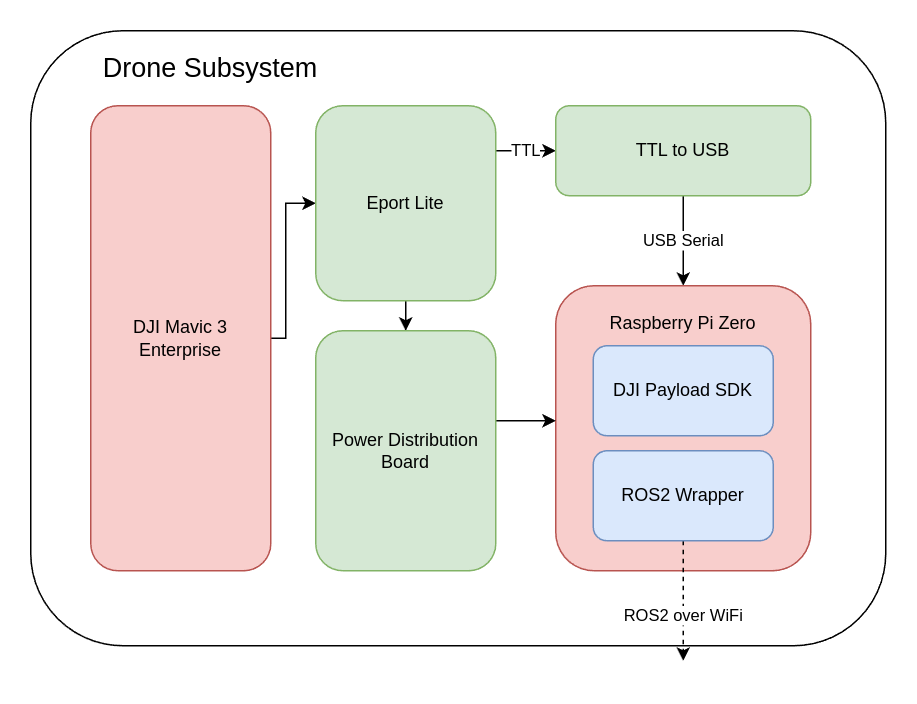 Drone Subsystem
DJI Mavic 3
Enterprise
Eport Lite
TTL
TTL to USB
USB Serial
Power Distribution
Board
Raspberry Pi Zero
DJI Payload SDK
ROS2 Wrapper
ROS2 over WiFi